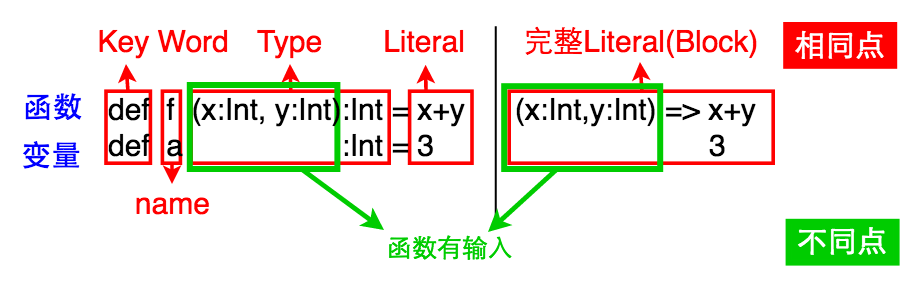 Key Word Type Literal 完整Literal(Block) 相同点
函数 def f (x:Int, y:Int):Int = x+y (x:Int,y:Int) => x+y
变量 def a :Int = 3 3
name
函数有输入 不同点